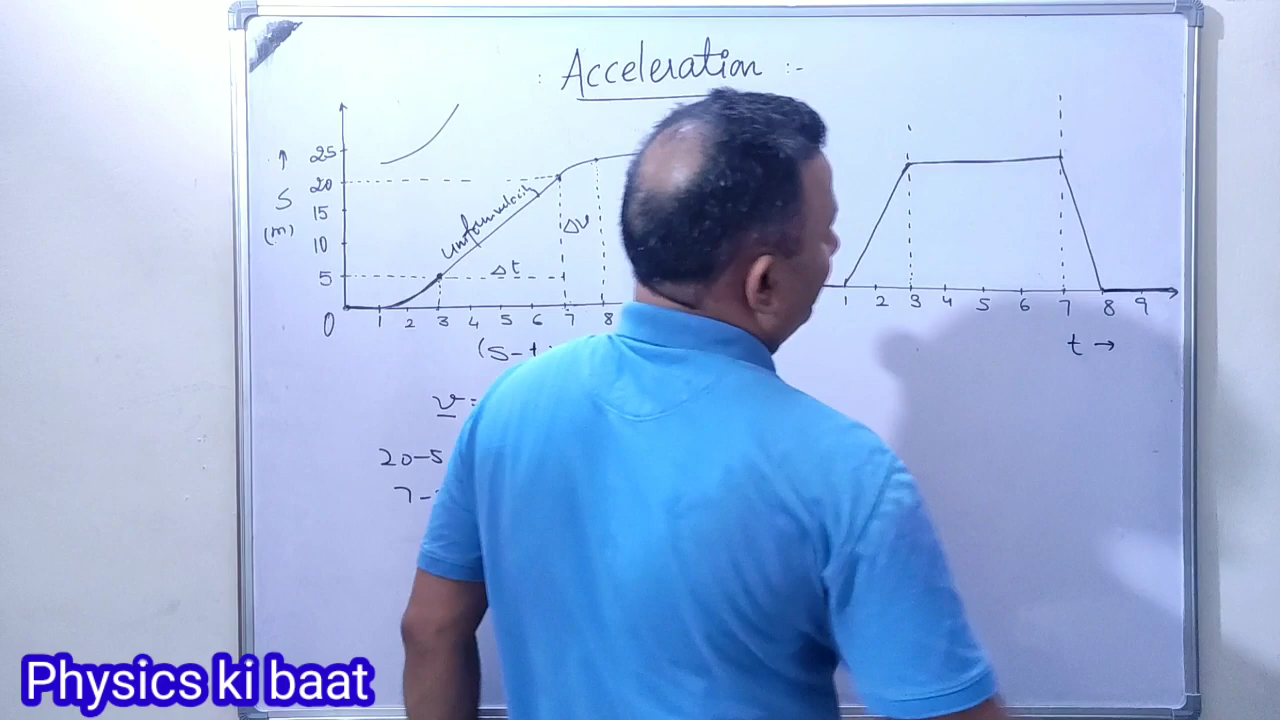 : Acceleration :-
↑
S
(m)
25
20
15
10
5
0
1 2 3 4 5 6 7 8
uniform velocity
Δv
Δt
(S-t
v =
20-5
7-
1 2 3 4 5 6 7 8 9
t →
Physics ki baat